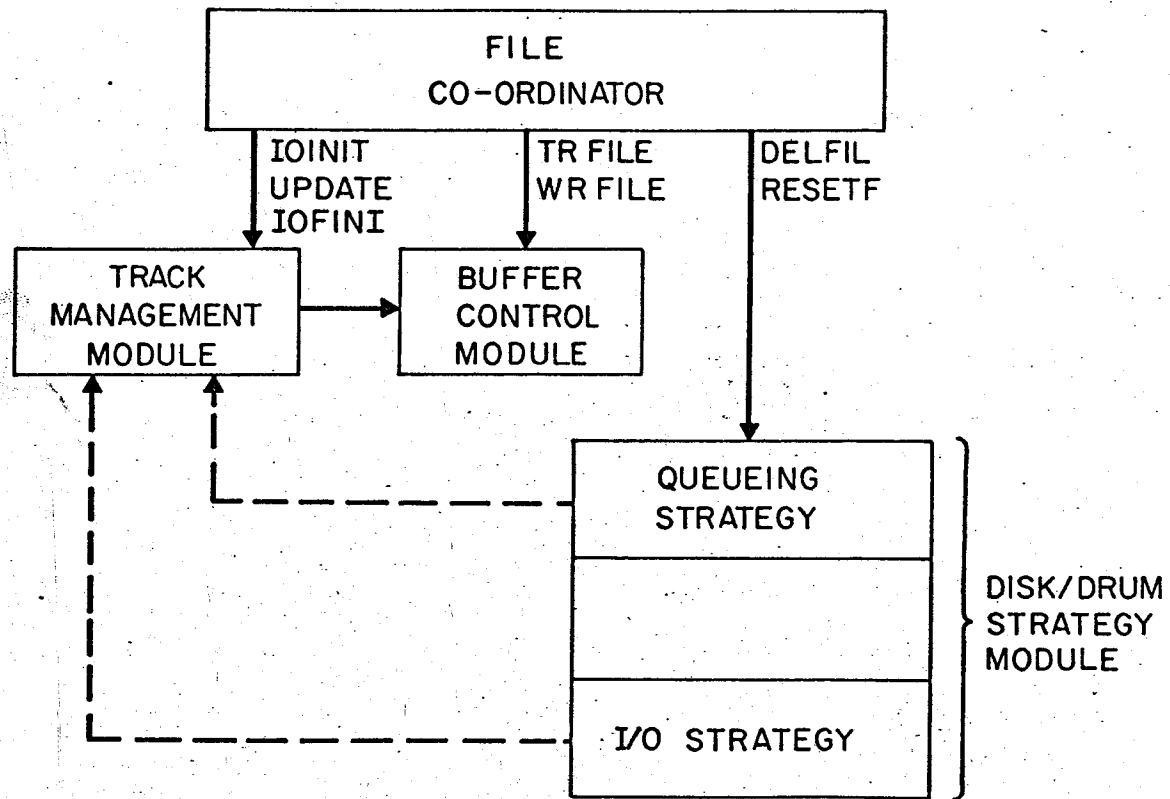 FILE
CO-ORDINATOR
IOINIT
UPDATE
IOFINI
TR FILE
WR FILE
DELFIL
RESETF
TRACK
MANAGEMENT
MODULE
BUFFER
CONTROL
MODULE
QUEUEING
STRATEGY
I/O STRATEGY
DISK/DRUM
STRATEGY
MODULE